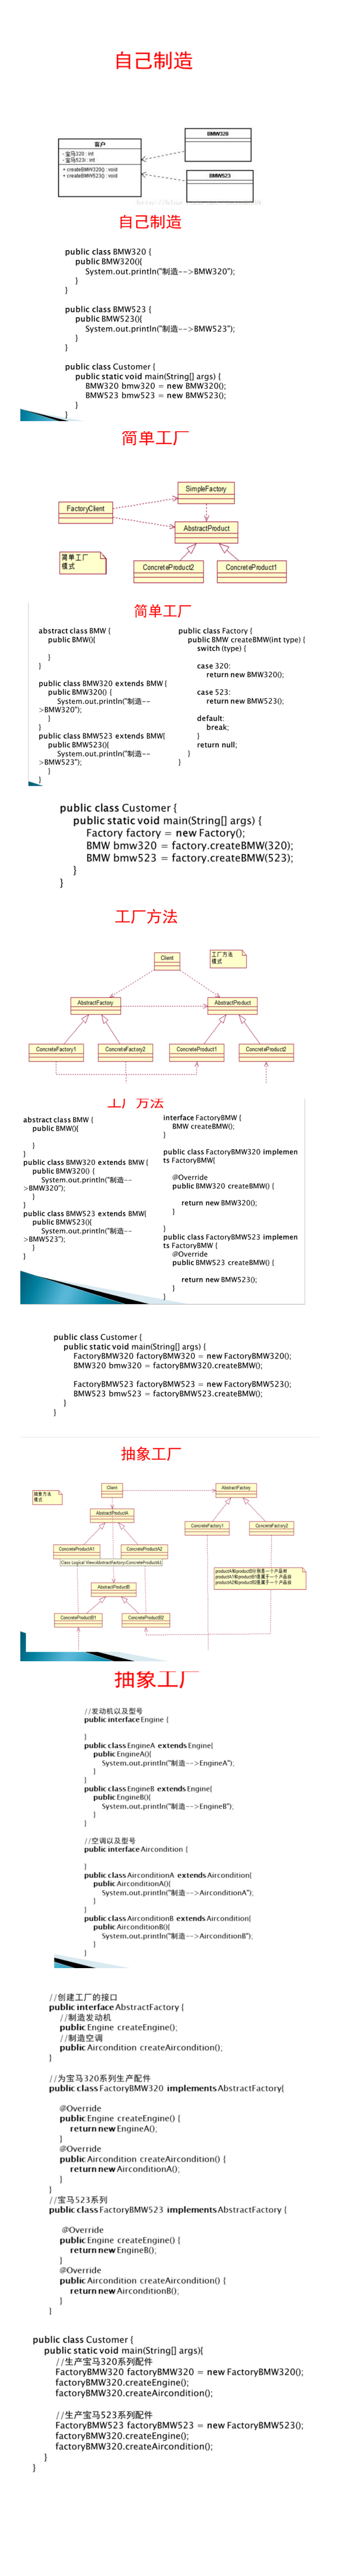 自己制造
客户
- 宝马320 : int
- 宝马523i : int
+ createBMW320() : void
+ createBMW523() : void
BMW320
BMW523
自己制造
public class BMW320 {
public BMW320(){
System.out.println("制造-->BMW320");
}
}
public class BMW523 {
public BMW523(){
System.out.println("制造-->BMW523");
}
}
public class Customer {
public static void main(String[] args) {
BMW320 bmw320 = new BMW320();
BMW523 bmw523 = new BMW523();
}
}
简单工厂
SimpleFactory
FactoryClient
AbstractProduct
简单工厂
模式
ConcreteProduct2
ConcreteProduct1
简单工厂
abstract class BMW {
public BMW(){
}
}
public class BMW320 extends BMW {
public BMW320() {
System.out.println("制造--
>BMW320");
}
}
public class BMW523 extends BMW{
public BMW523(){
System.out.println("制造--
>BMW523");
}
}
public class Factory {
public BMW createBMW(int type) {
switch (type) {
case 320:
return new BMW320();
case 523:
return new BMW523();
default:
break;
}
return null;
}
}
public class Customer {
public static void main(String[] args) {
Factory factory = new Factory();
BMW bmw320 = factory.createBMW(320);
BMW bmw523 = factory.createBMW(523);
}
}
工厂方法
Client
工厂方法
模式
AbstractFactory
AbstractProduct
ConcreteFactory1
ConcreteFactory2
ConcreteProduct1
ConcreteProduct2
工厂方法
abstract class BMW {
public BMW(){
}
}
public class BMW320 extends BMW {
public BMW320() {
System.out.println("制造--
>BMW320");
}
}
public class BMW523 extends BMW{
public BMW523(){
System.out.println("制造--
>BMW523");
}
}
interface FactoryBMW {
BMW createBMW();
}
public class FactoryBMW320 implemen
ts FactoryBMW{
@Override
public BMW320 createBMW() {
return new BMW320();
}
}
public class FactoryBMW523 implemen
ts FactoryBMW {
@Override
public BMW523 createBMW() {
return new BMW523();
}
}
public class Customer {
public static void main(String[] args) {
FactoryBMW320 factoryBMW320 = new FactoryBMW320();
BMW320 bmw320 = factoryBMW320.createBMW();
FactoryBMW523 factoryBMW523 = new FactoryBMW523();
BMW523 bmw523 = factoryBMW523.createBMW();
}
}
抽象工厂
Client
AbstractFactory
模式
AbstractProductA
ConcreteFactory1
ConcreteFactory2
ConcreteProductA1
ConcreteProductA2
Class:Logical View::AbstractFactory::ConcreteProductA1
AbstractProductB
ConcreteProductB1
ConcreteProductB2
抽象工厂
//发动机以及型号
public interface Engine {
}
public class EngineA extends Engine{
public EngineA(){
System.out.println("制造-->EngineA");
}
}
public class EngineB extends Engine{
public EngineB(){
System.out.println("制造-->EngineB");
}
}
//空调以及型号
public interface Aircondition {
}
public class AirconditionA extends Aircondition{
public AirconditionA(){
System.out.println("制造-->AirconditionA");
}
}
public class AirconditionB extends Aircondition{
public AirconditionB(){
System.out.println("制造-->AirconditionB");
}
}
//创建工厂的接口
public interface AbstractFactory {
//制造发动机
public Engine createEngine();
//制造空调
public Aircondition createAircondition();
}
//为宝马320系列生产配件
public class FactoryBMW320 implements AbstractFactory{
@Override
public Engine createEngine() {
return new EngineA();
}
@Override
public Aircondition createAircondition() {
return new AirconditionA();
}
}
//宝马523系列
public class FactoryBMW523 implements AbstractFactory {
@Override
public Engine createEngine() {
return new EngineB();
}
@Override
public Aircondition createAircondition() {
return new AirconditionB();
}
}
public class Customer {
public static void main(String[] args){
//生产宝马320系列配件
FactoryBMW320 factoryBMW320 = new FactoryBMW320();
factoryBMW320.createEngine();
factoryBMW320.createAircondition();
//生产宝马523系列配件
FactoryBMW523 factoryBMW523 = new FactoryBMW523();
factoryBMW320.createEngine();
factoryBMW320.createAircondition();
}
}